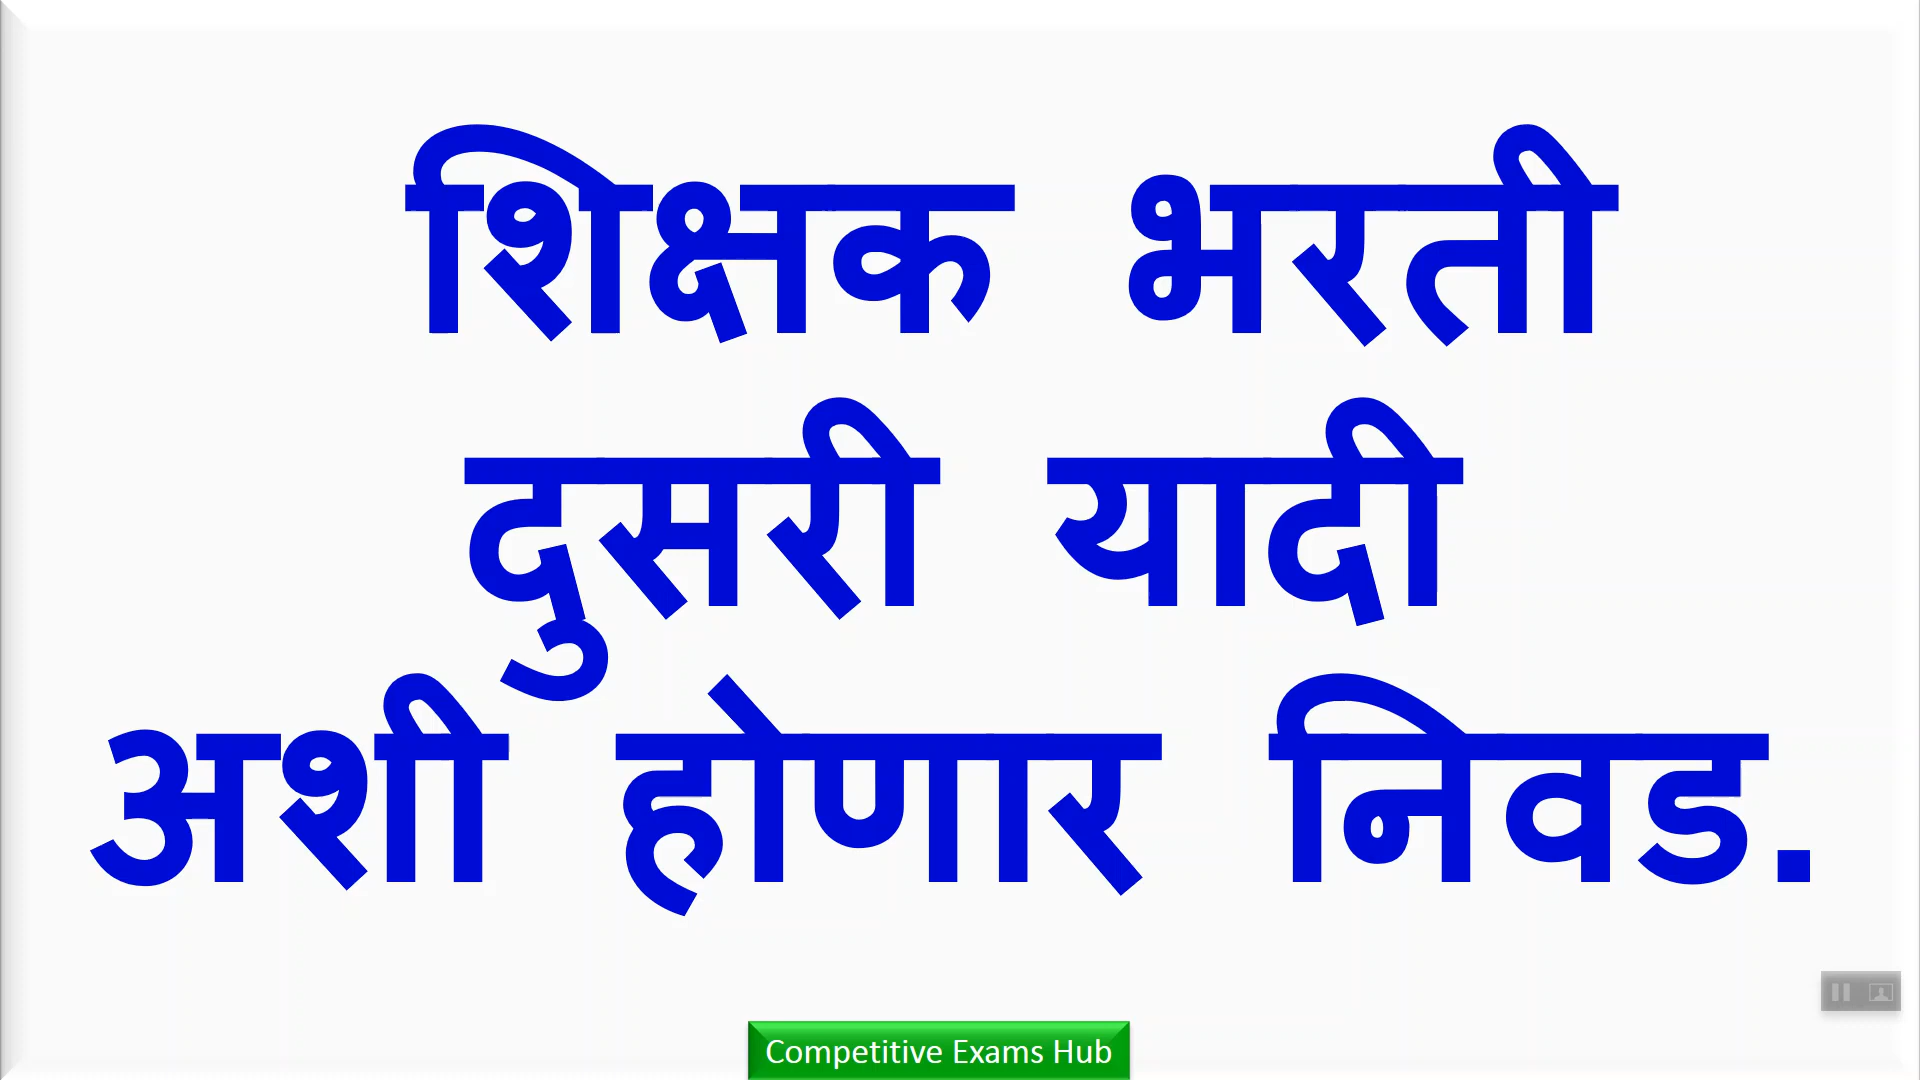 शिक्षक भरती
दुसरी यादी
अशी होणार निवड.
Competitive Exams Hub